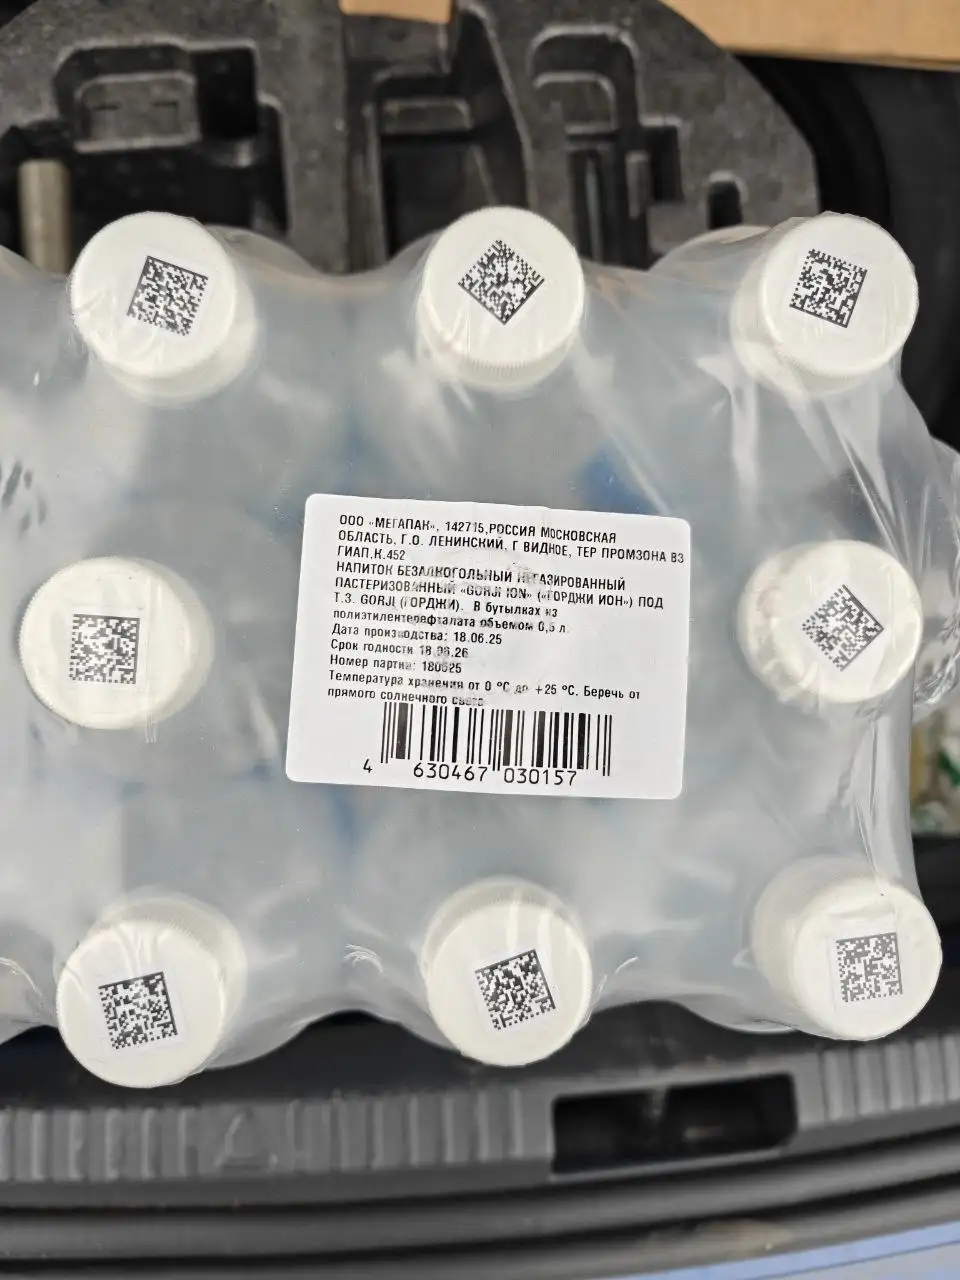 ООО «МЕГАПАК», 142715,РОССИЯ МОСКОВСКАЯ
ОБЛАСТЬ, Г.О. ЛЕНИНСКИЙ, Г ВИДНОЕ, ТЕР ПРОМЗОНА ВЗ
ГИАП,К.452
НАПИТОК БЕЗАЛКОГОЛЬНЫЙ НЕГАЗИРОВАННЫЙ
ПАСТЕРИЗОВАННЫЙ «GORJI ION» («ГОРДЖИ ИОН») ПОД
Т.З. GORJI (ГОРДЖИ). В бутылках из
полиэтилентерефталата объемом 0,5 л.
Дата производства: 18.06.25
Срок годности 18.06.26
Номер партии: 180625
Температура хранения от 0 °С до +25 °С. Беречь от
прямого солнечного света
4 630467 030157